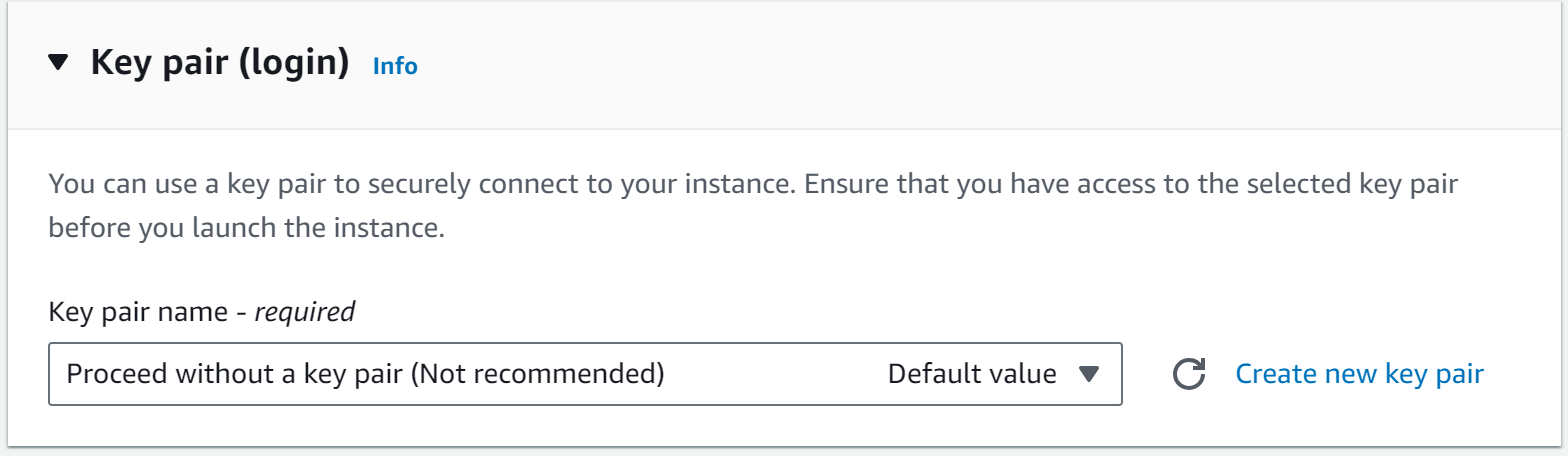 Key pair (login) Info
You can use a key pair to securely connect to your instance. Ensure that you have access to the selected key pair
before you launch the instance.
Key pair name - required
Proceed without a key pair (Not recommended) Default value Create new key pair